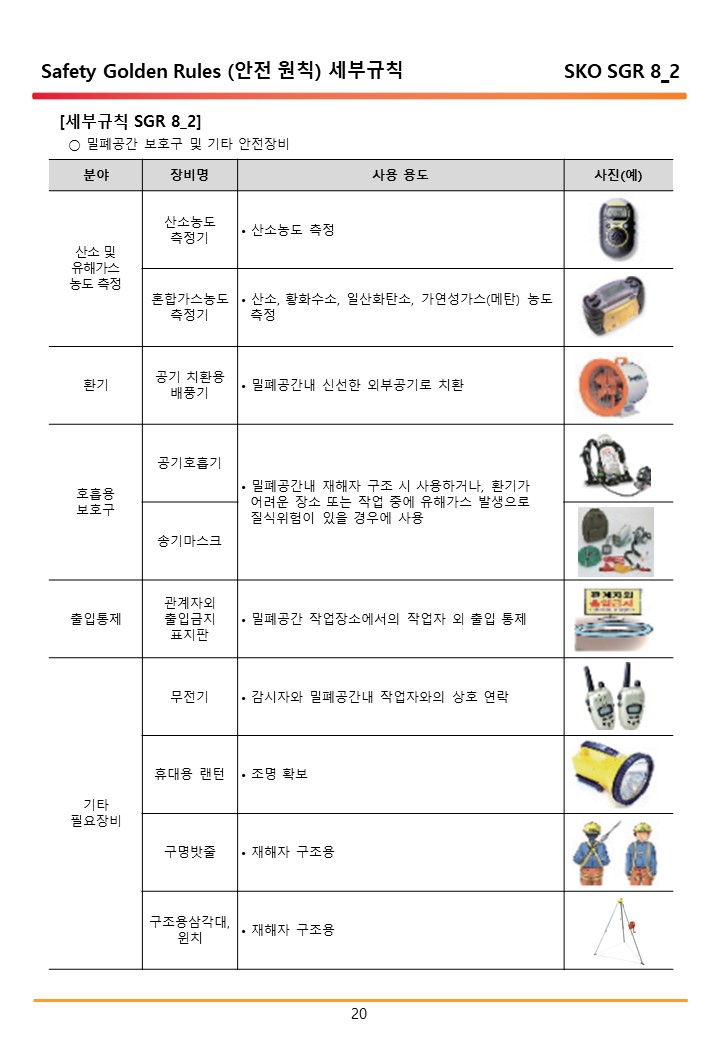 Safety Golden Rules (안전 원칙) 세부규칙 SKO SGR 8_2
[세부규칙 SGR 8_2]
○ 밀폐공간 보호구 및 기타 안전장비
분야 장비명 사용 용도 사진(예)
산소 및
유해가스
농도 측정
산소농도
측정기
• 산소농도 측정
혼합가스농도
측정기
• 산소, 황화수소, 일산화탄소, 가연성가스(메탄) 농도
측정
환기
공기 치환용
배풍기
• 밀폐공간내 신선한 외부공기로 치환
호흡용
보호구
공기호흡기
• 밀폐공간내 재해자 구조 시 사용하거나, 환기가
어려운 장소 또는 작업 중에 유해가스 발생으로
질식위험이 있을 경우에 사용
송기마스크
출입통제
관계자외
출입금지
표지판
• 밀폐공간 작업장소에서의 작업자 외 출입 통제
관계자외
출입금지
기타
필요장비
무전기
• 감시자와 밀폐공간내 작업자와의 상호 연락
휴대용 랜턴
• 조명 확보
구명밧줄
• 재해자 구조용
구조용삼각대,
윈치
• 재해자 구조용
20